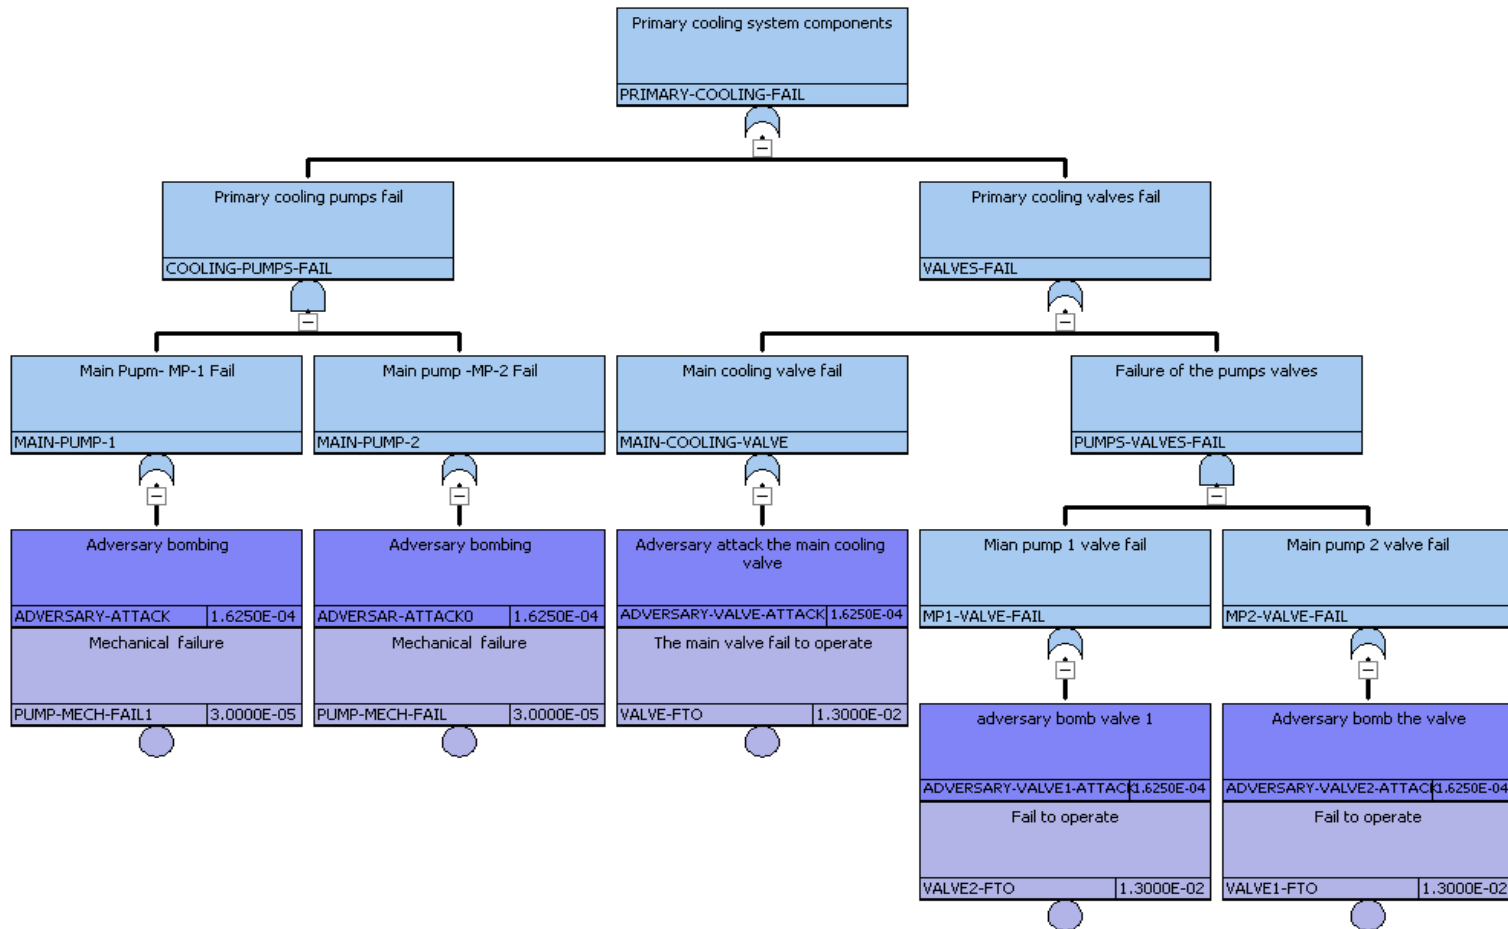 Primary cooling system components
PRIMARY-COOLING-FAIL
Primary cooling pumps fail
COOLING-PUMPS-FAIL
Primary cooling valves fail
VALVES-FAIL
Main Pupm- MP-1 Fail
MAIN-PUMP-1
Main pump -MP-2 Fail
MAIN-PUMP-2
Main cooling valve fail
MAIN-COOLING-VALVE
Failure of the pumps valves
PUMPS-VALVES-FAIL
Adversary bombing
ADVERSARY-ATTACK 1.6250E-04
Mechanical failure
PUMP-MECH-FAIL1 3.0000E-05
Adversary bombing
ADVERSAR-ATTACK0 1.6250E-04
Mechanical failure
PUMP-MECH-FAIL 3.0000E-05
Adversary attack the main cooling
valve
ADVERSARY-VALVE-ATTACK 1.6250E-04
The main valve fail to operate
VALVE-FTO 1.3000E-02
Mian pump 1 valve fail
MP1-VALVE-FAIL
Main pump 2 valve fail
MP2-VALVE-FAIL
adversary bomb valve 1
ADVERSARY-VALVE1-ATTACK 1.6250E-04
Fail to operate
VALVE2-FTO 1.3000E-02
Adversary bomb the valve
ADVERSARY-VALVE2-ATTACK 1.6250E-04
Fail to operate
VALVE1-FTO 1.3000E-02